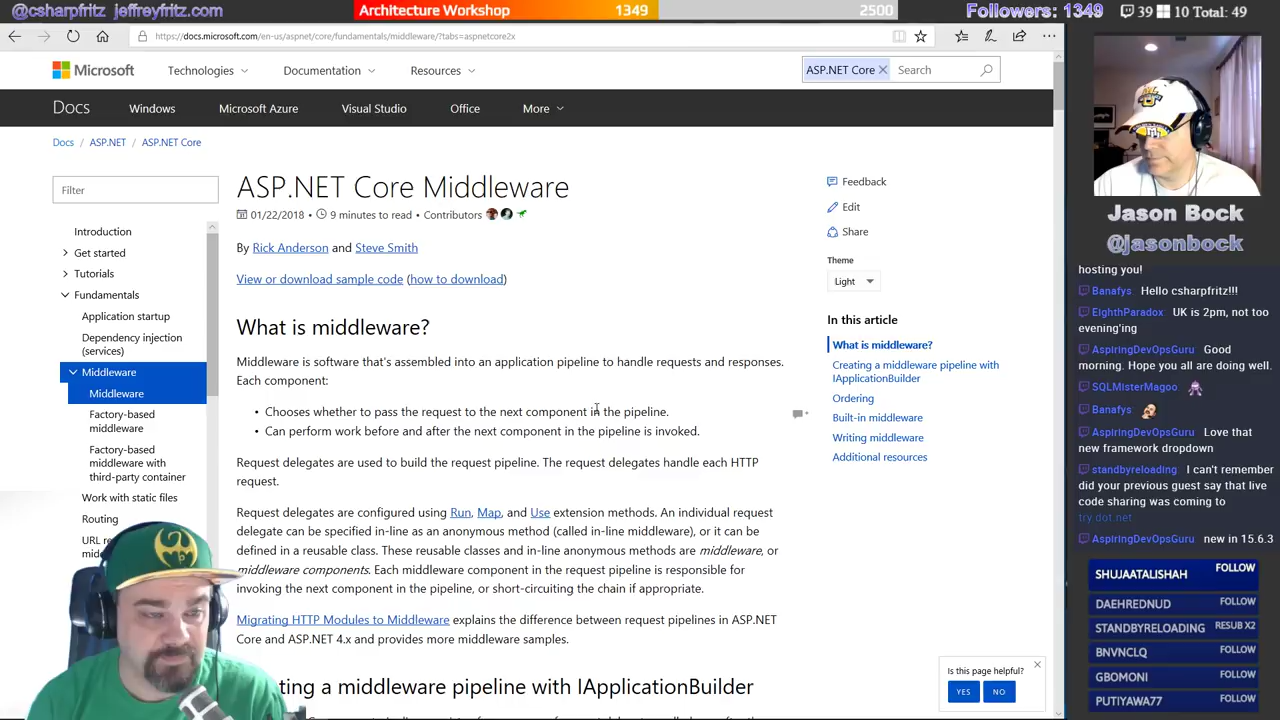 @csharpfritz jeffreyfritz.com
Architecture Workshop
1349
2500
Followers: 1349
39
10 Total: 49
https://docs.microsoft.com/en-us/aspnet/core/fundamentals/middleware/?tabs=aspnetcore2x
Microsoft
Technologies
Documentation
Resources
ASP.NET Core
Search
Docs
Windows
Microsoft Azure
Visual Studio
Office
More
Docs / ASP.NET / ASP.NET Core
Filter
Introduction
Get started
Tutorials
Fundamentals
Application startup
Dependency injection
(services)
Middleware
Middleware
Factory-based
middleware
Factory-based
middleware with
third-party container
Work with static files
Routing
URL re
mid
ASP.NET Core Middleware
01/22/2018 • 9 minutes to read • Contributors
By Rick Anderson and Steve Smith
View or download sample code (how to download)
What is middleware?
Middleware is software that's assembled into an application pipeline to handle requests and responses.
Each component:
• Chooses whether to pass the request to the next component in the pipeline.
• Can perform work before and after the next component in the pipeline is invoked.
Request delegates are used to build the request pipeline. The request delegates handle each HTTP
request.
Request delegates are configured using Run, Map, and Use extension methods. An individual request
delegate can be specified in-line as an anonymous method (called in-line middleware), or it can be
defined in a reusable class. These reusable classes and in-line anonymous methods are middleware, or
middleware components. Each middleware component in the request pipeline is responsible for
invoking the next component in the pipeline, or short-circuiting the chain if appropriate.
Migrating HTTP Modules to Middleware explains the difference between request pipelines in ASP.NET
Core and ASP.NET 4.x and provides more middleware samples.
ting a middleware pipeline with IApplicationBuilder
Feedback
Edit
Share
Theme
Light
In this article
What is middleware?
Creating a middleware pipeline with
IApplicationBuilder
Ordering
Built-in middleware
Writing middleware
Additional resources
Is this page helpful?
YES
NO
Jason Bock
@jasonbock
hosting you!
Banafys: Hello csharpfritz!!!
EIghthParadox: UK is 2pm, not too
evening'ing
AspiringDevOpsGuru: Good
morning. Hope you all are doing well.
SQLMisterMagoo:
Banafys:
AspiringDevOpsGuru: Love that
new framework dropdown
standbyreloading: I can't remember
did your previous guest say that live
code sharing was coming to
try.dot.net
AspiringDevOpsGuru: new in 15.6.3
SHUJAATALISHAH FOLLOW
DAEHREDNUD FOLLOW
STANDBYRELOADING RESUB X2
BNVNCLQ FOLLOW
GBOMONI FOLLOW
PUTIYAWA77 FOLLOW